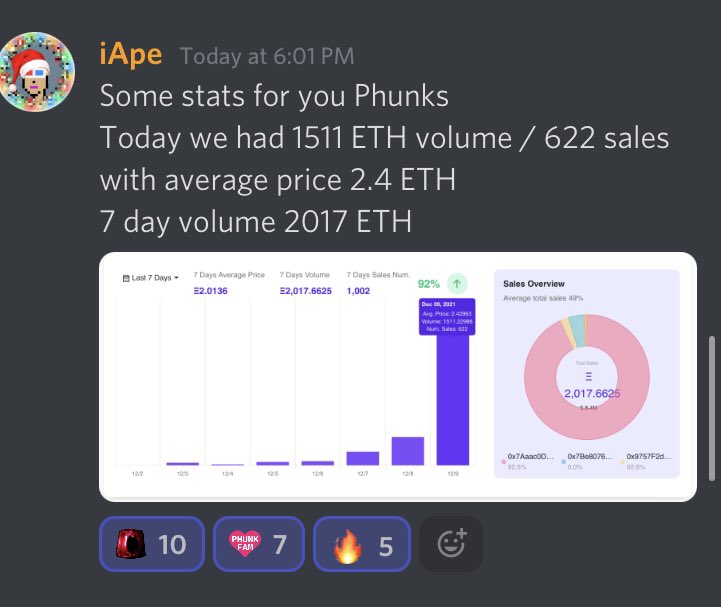 iApe Today at 6:01 PM
Some stats for you Phunks
Today we had 1511 ETH volume / 622 sales
with average price 2.4 ETH
7 day volume 2017 ETH
Last 7 Days
7 Days Average Price
Ξ2.0136
7 Days Volume
Ξ2,017.6625
7 Days Sales Num.
1,002
92%
Dec 09, 2021
Avg. Price: 2.42963
Volume: 1511.22986
Num. Sales: 622
12/2 12/3 12/4 12/5 12/6 12/7 12/8 12/9
Sales Overview
Average total sales 49%
Total Sales
Ξ
2,017.6625
0x7Aaac0D... 0x7Be8076... 0x9757F2d...
92.5% 0.0% 92.6%
10
PHUNK
FAM
7
5